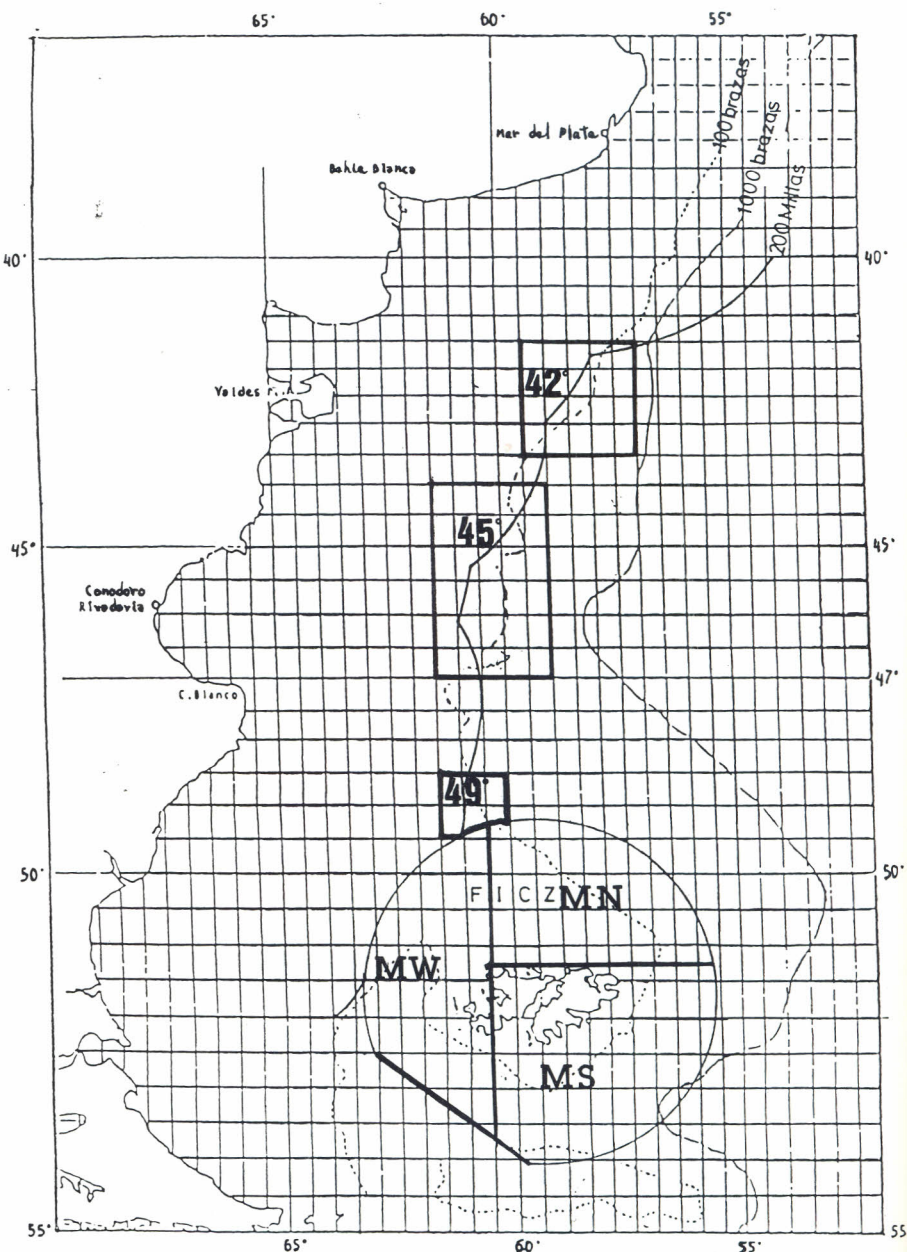 65° 60° 55°
100 brazas
1000 brazas
200 Millas
Mar del Plata
Bahia Blanca
40° 40°
42°
Valdes
45°
45° 45°
Comodoro
Rivadavia
47°
C. Blanco
49°
50° 50°
FICZ MN
MW
MS
55° 55
65° 60° 55°